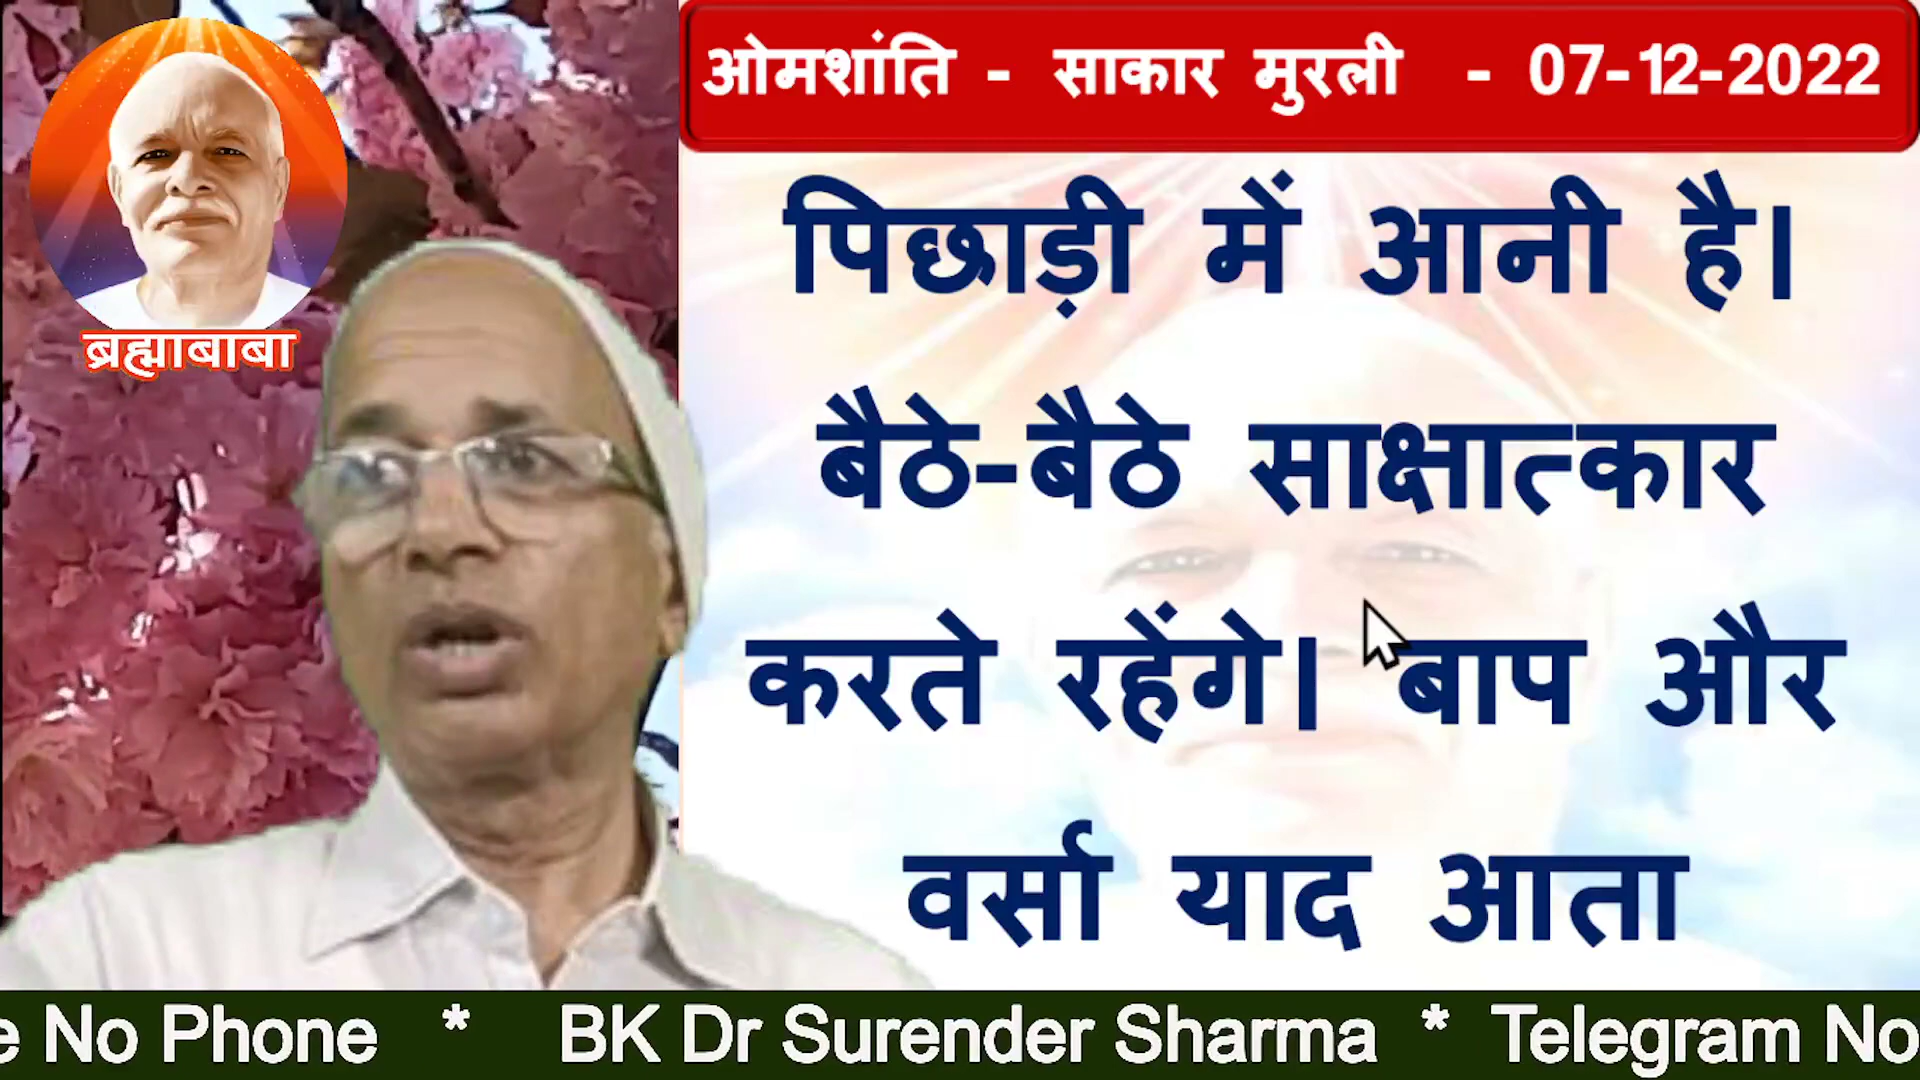 ओमशांति - साकार मुरली - 07-12-2022
ब्रह्माबाबा
पिछाड़ी में आनी है।
बैठे-बैठे साक्षात्कार
करते रहेंगे। बाप और
वर्सा याद आता
e No Phone * BK Dr Surender Sharma * Telegram No